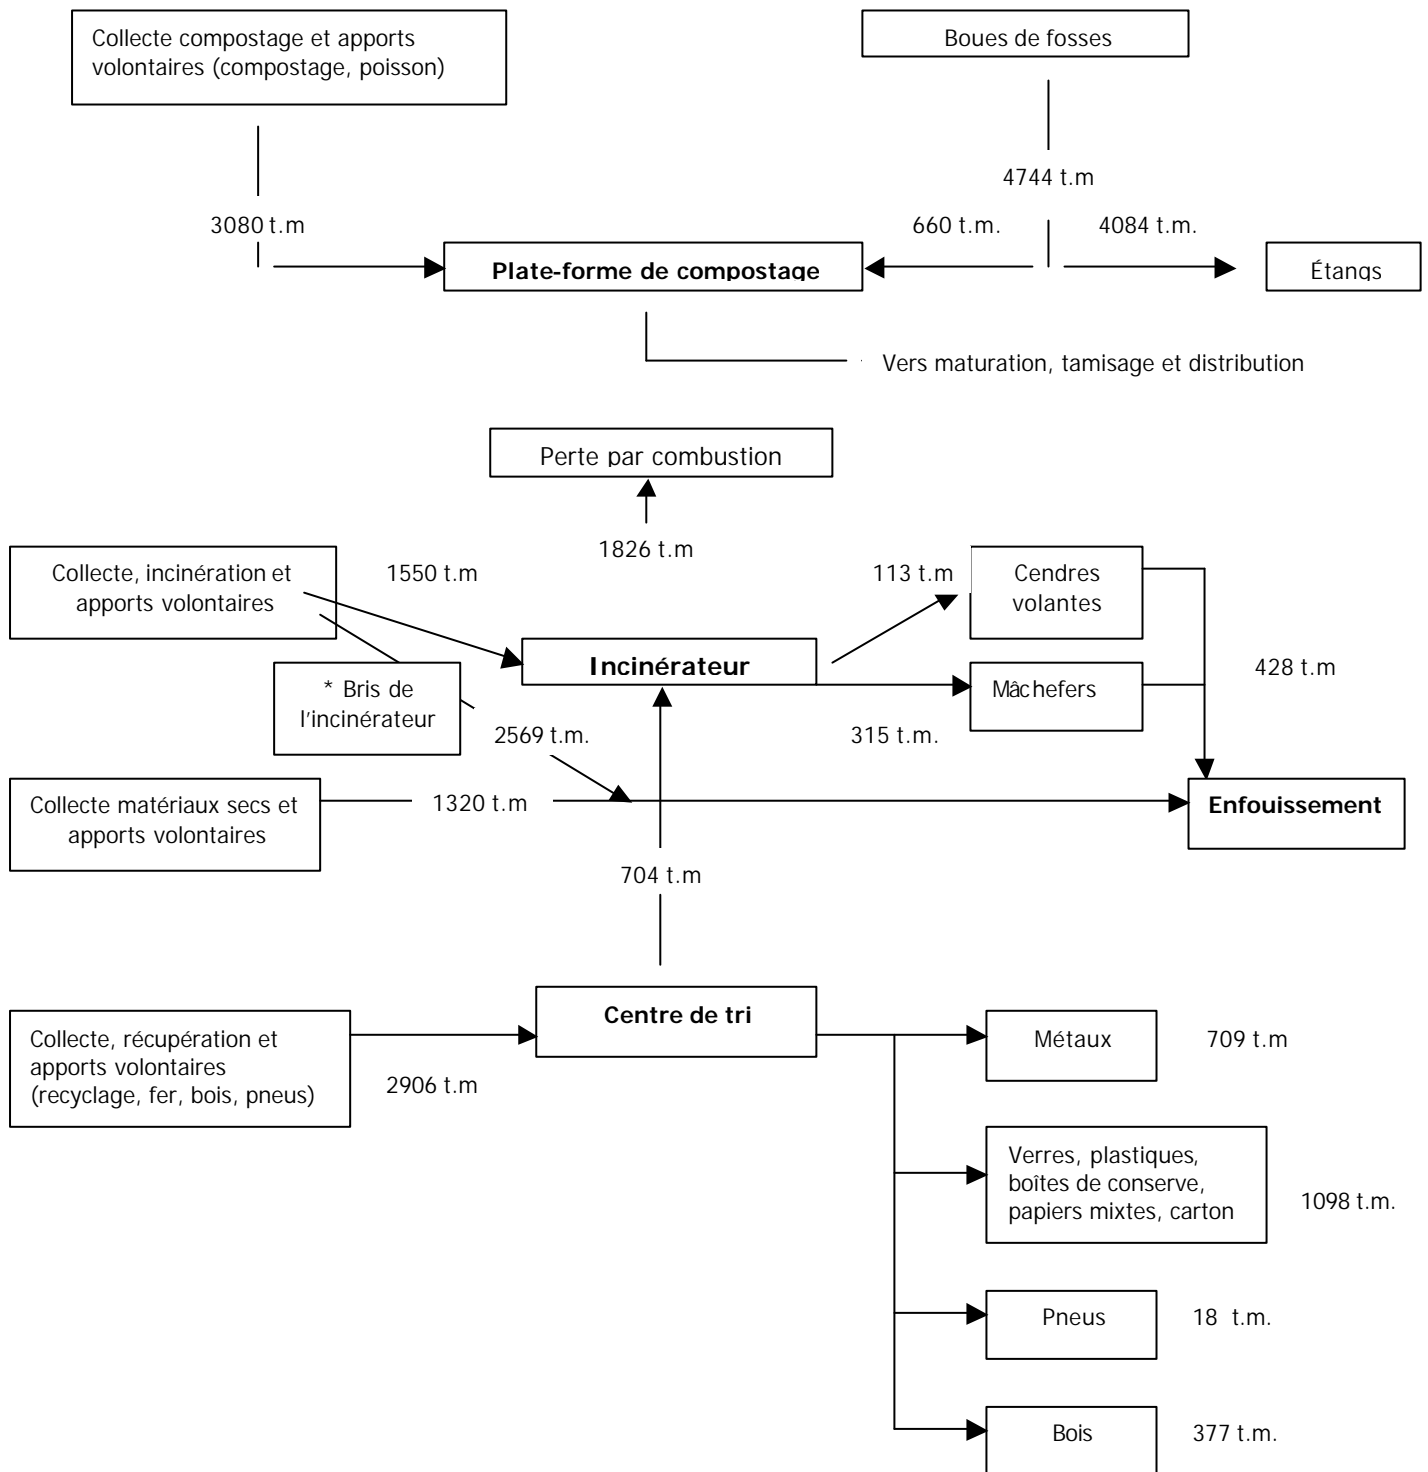 Collecte compostage et apports
volontaires (compostage, poisson)
Boues de fosses
4744 t.m
3080 t.m
660 t.m.
4084 t.m.
Plate-forme de compostage
Étangs
Vers maturation, tamisage et distribution
Perte par combustion
1826 t.m
Collecte, incinération et
apports volontaires
1550 t.m
113 t.m
Cendres
volantes
Incinérateur
428 t.m
* Bris de
l'incinérateur
Mâchefers
2569 t.m.
315 t.m.
Collecte matériaux secs et
apports volontaires
1320 t.m
Enfouissement
704 t.m
Centre de tri
Collecte, récupération et
apports volontaires
(recyclage, fer, bois, pneus)
2906 t.m
Métaux
709 t.m
Verres, plastiques,
boîtes de conserve,
papiers mixtes, carton
1098 t.m.
Pneus
18 t.m.
Bois
377 t.m.